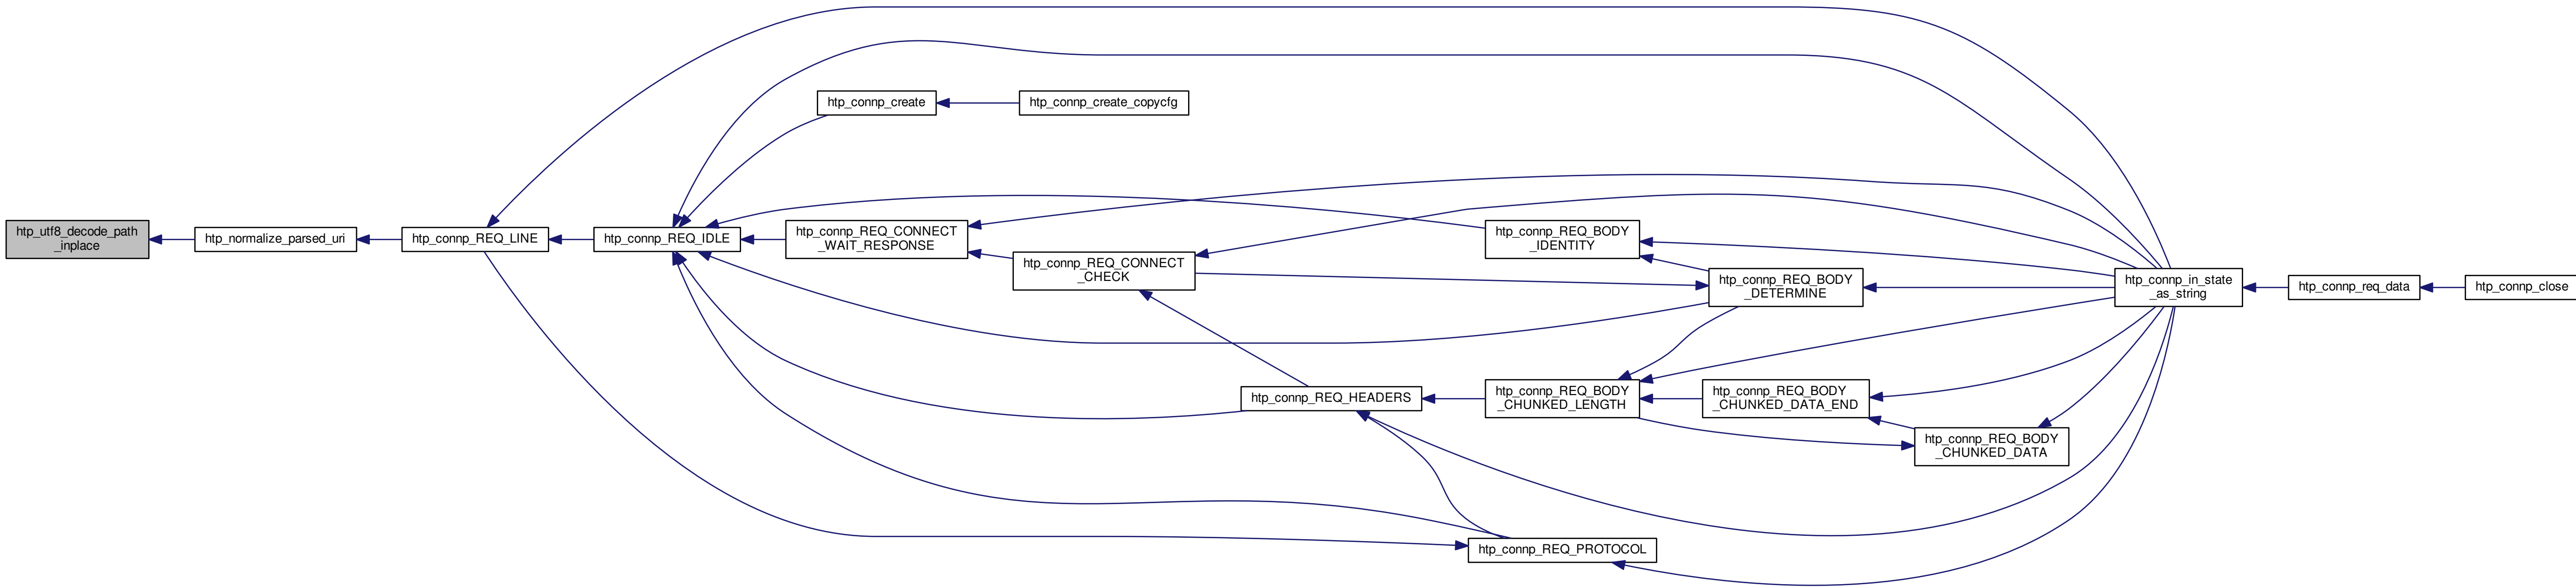 htp_utf8_decode_path
_inplace
htp_normalize_parsed_uri
htp_connp_REQ_LINE
htp_connp_REQ_IDLE
htp_connp_create
htp_connp_create_copycfg
htp_connp_REQ_CONNECT
_WAIT_RESPONSE
htp_connp_REQ_CONNECT
_CHECK
htp_connp_REQ_HEADERS
htp_connp_REQ_BODY
_IDENTITY
htp_connp_REQ_BODY
_DETERMINE
htp_connp_REQ_BODY
_CHUNKED_LENGTH
htp_connp_REQ_BODY
_CHUNKED_DATA_END
htp_connp_REQ_BODY
_CHUNKED_DATA
htp_connp_REQ_PROTOCOL
htp_connp_in_state
_as_string
htp_connp_req_data
htp_connp_close